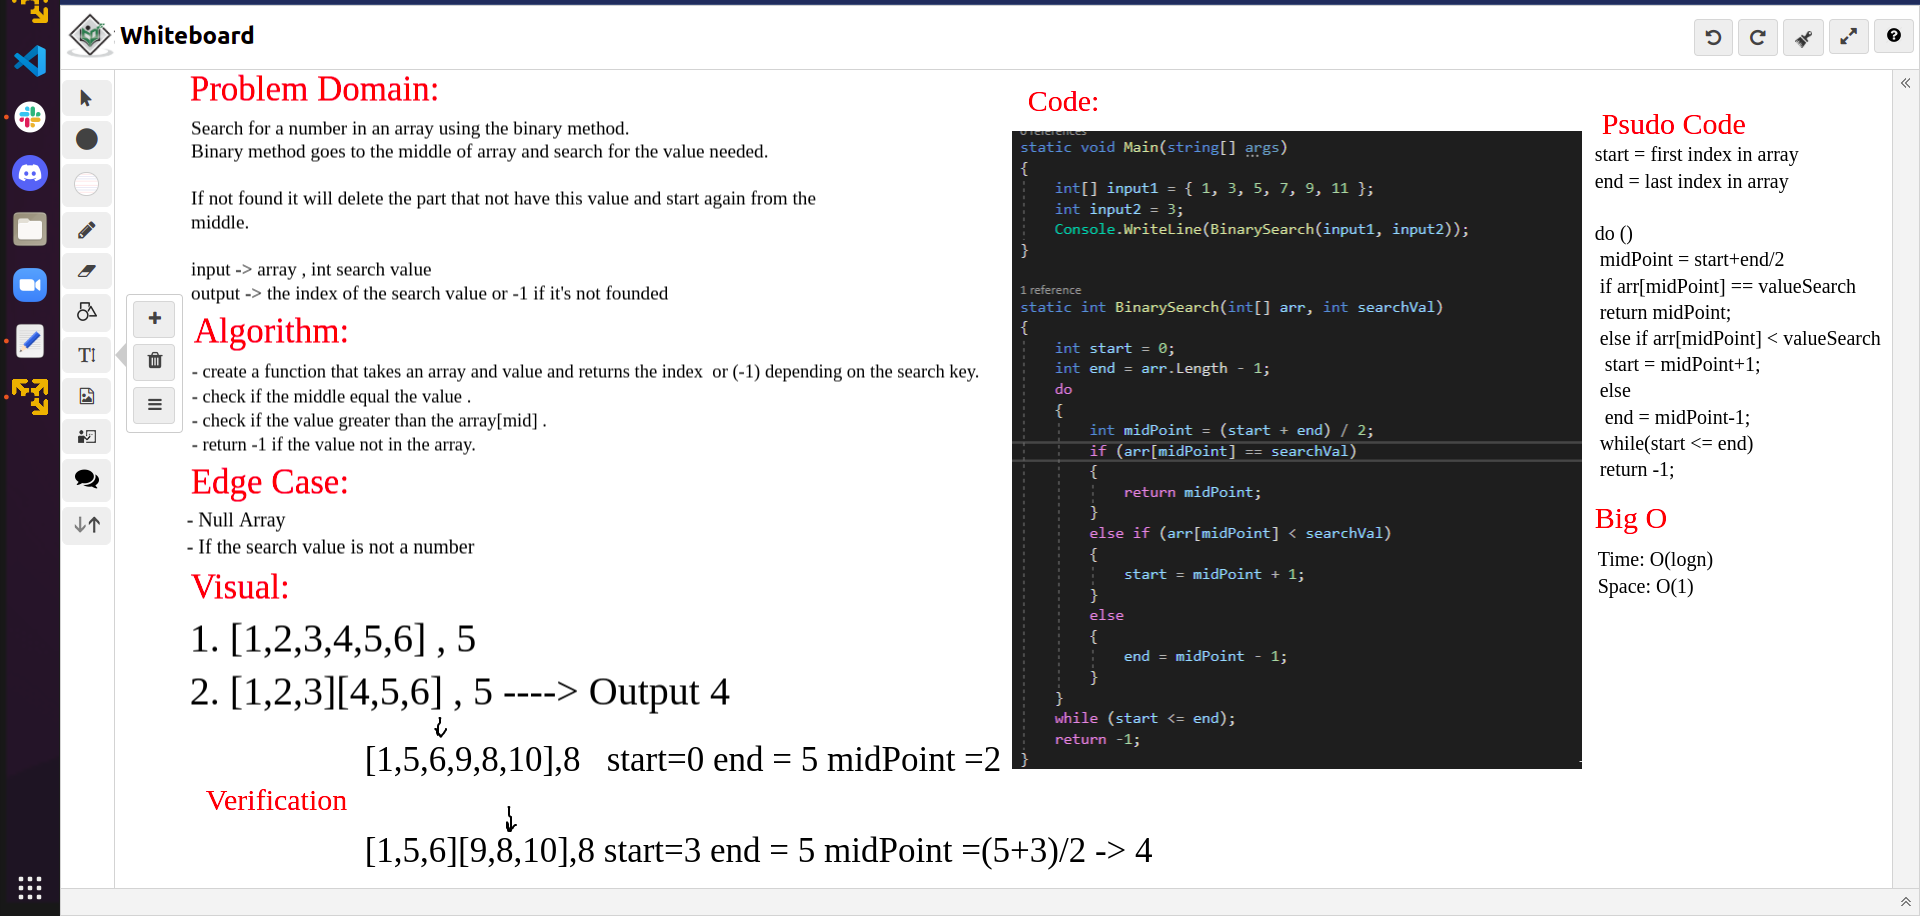 Whiteboard
Problem Domain:
Search for a number in an array using the binary method.
Binary method goes to the middle of array and search for the value needed.
If not found it will delete the part that not have this value and start again from the
middle.
input -> array , int search value
output -> the index of the search value or -1 if it's not founded
Algorithm:
- create a function that takes an array and value and returns the index  or (-1) depending on the search key.
- check if the middle equal the value .
- check if the value greater than the array[mid] .
- return -1 if the value not in the array.
Edge Case:
- Null Array
- If the search value is not a number
Visual:
1. [1,2,3,4,5,6] , 5
2. [1,2,3][4,5,6] , 5 ----> Output 4
[1,5,6,9,8,10],8   start=0 end = 5 midPoint =2
Verification
[1,5,6][9,8,10],8 start=3 end = 5 midPoint =(5+3)/2 -> 4
Code:
0 references
static void Main(string[] args)
{
int[] input1 = { 1, 3, 5, 7, 9, 11 };
int input2 = 3;
Console.WriteLine(BinarySearch(input1, input2));
}
1 reference
static int BinarySearch(int[] arr, int searchVal)
{
int start = 0;
int end = arr.Length - 1;
do
{
int midPoint = (start + end) / 2;
if (arr[midPoint] == searchVal)
{
return midPoint;
}
else if (arr[midPoint] < searchVal)
{
start = midPoint + 1;
}
else
{
end = midPoint - 1;
}
}
while (start <= end);
return -1;
}
Psudo Code
start = first index in array
end = last index in array
do ()
midPoint = start+end/2
if arr[midPoint] == valueSearch
return midPoint;
else if arr[midPoint] < valueSearch
start = midPoint+1;
else
end = midPoint-1;
while(start <= end)
return -1;
Big O
Time: O(logn)
Space: O(1)